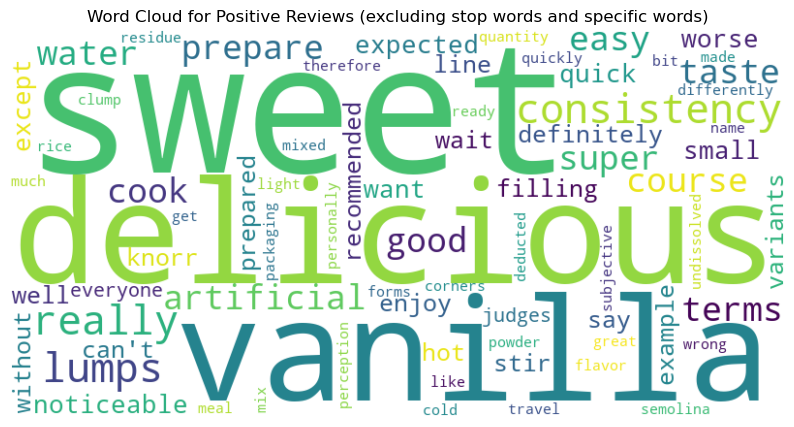 Word Cloud for Positive Reviews (excluding stop words and specific words)
residue
prepare
expected
quantity
easy
worse
water
therefore
line
quickly
bit
made
except
clump
sweet
quick
taste
differently
consistency
rice
mixed
recommended
ready
wait
definitely
name
super
small
much
delicious
cook
prepared
light
personally
want
filling
course
variants
get
packaging
good
deducted
subjective
undissolved
knorr
well
everyone
artificial
forms
corners
enjoy
vanilla
judges
say
example
terms
without
really
can't
lumps
perception
hot
powder
stir
great
wrong
like
flavor
noticeable
meal
mix
cold
travel
semolina